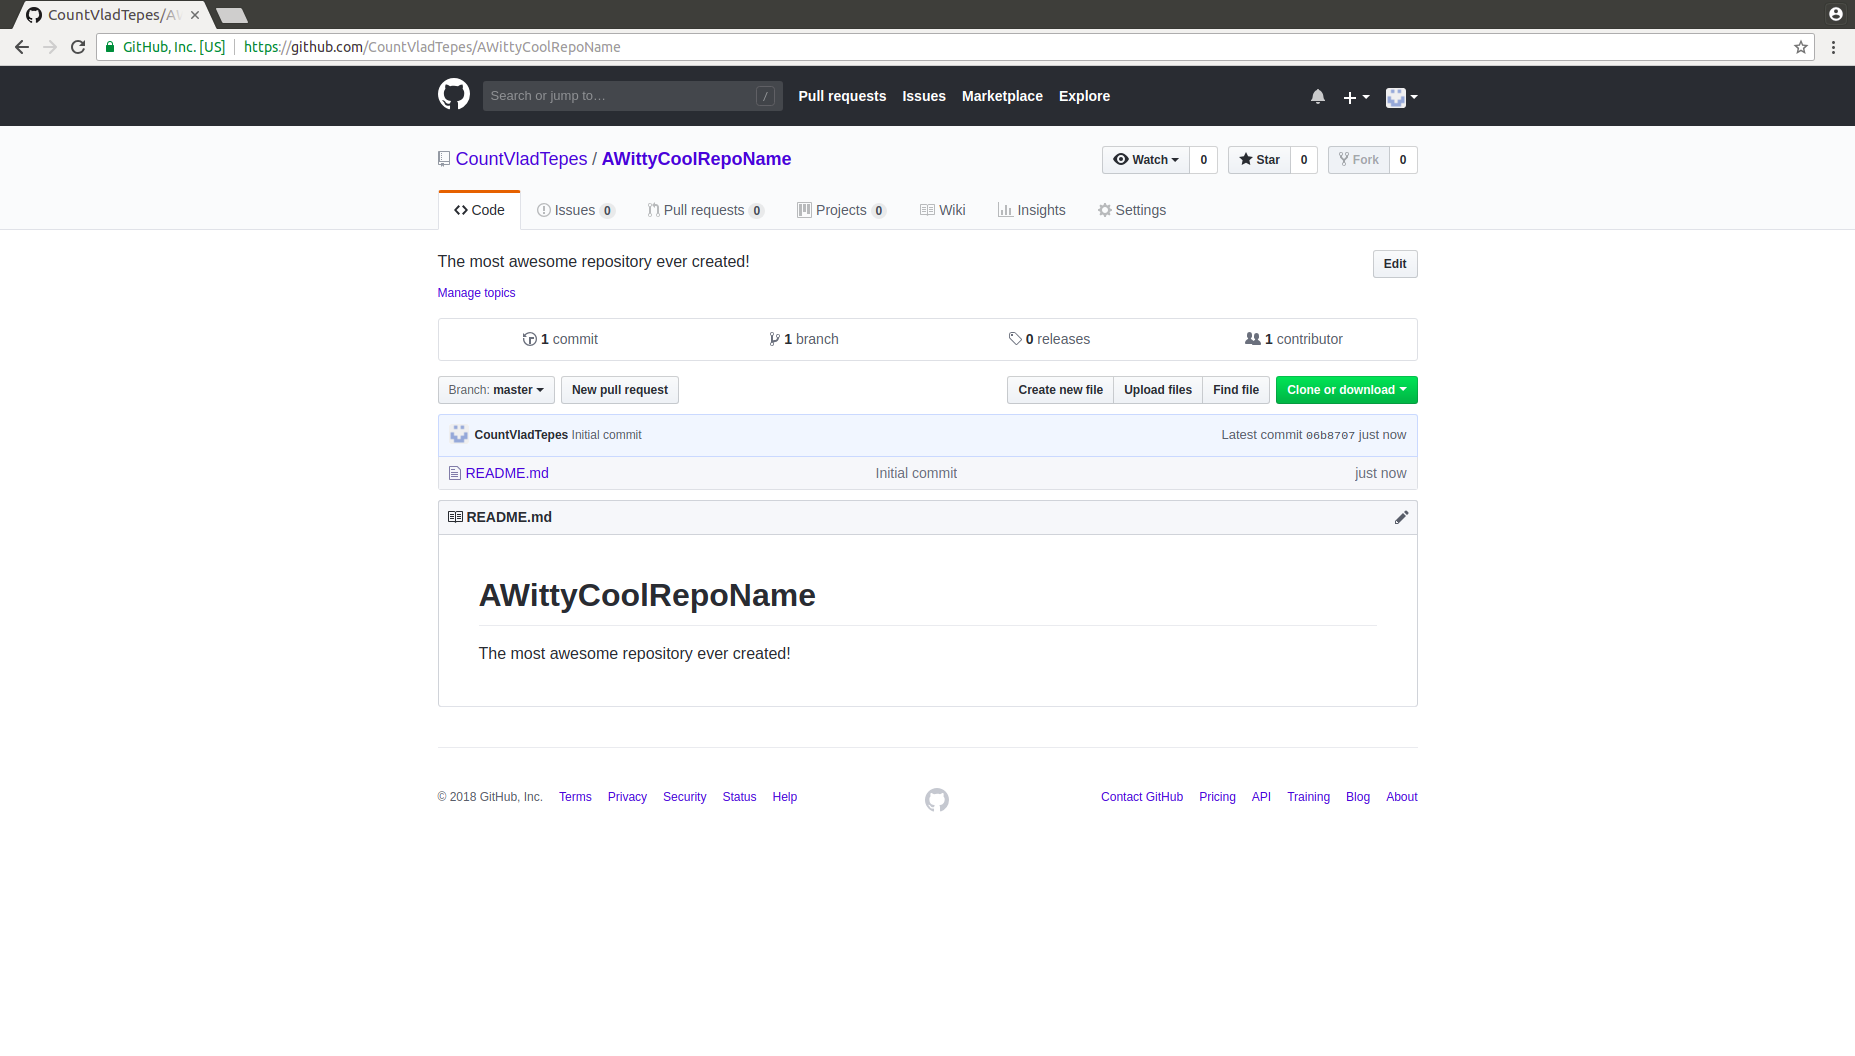 CountVladTepes/AW
GitHub, Inc. [US] https://github.com/CountVladTepes/AWittyCoolRepoName
Search or jump to… / Pull requests Issues Marketplace Explore
CountVladTepes / AWittyCoolRepoName Watch 0 Star 0 Fork 0
Code Issues 0 Pull requests 0 Projects 0 Wiki Insights Settings
The most awesome repository ever created! Edit
Manage topics
1 commit 1 branch 0 releases 1 contributor
Branch: master New pull request Create new file Upload files Find file Clone or download
CountVladTepes Initial commit Latest commit 06b8707 just now
README.md Initial commit just now
README.md
AWittyCoolRepoName
The most awesome repository ever created!
© 2018 GitHub, Inc. Terms Privacy Security Status Help Contact GitHub Pricing API Training Blog About